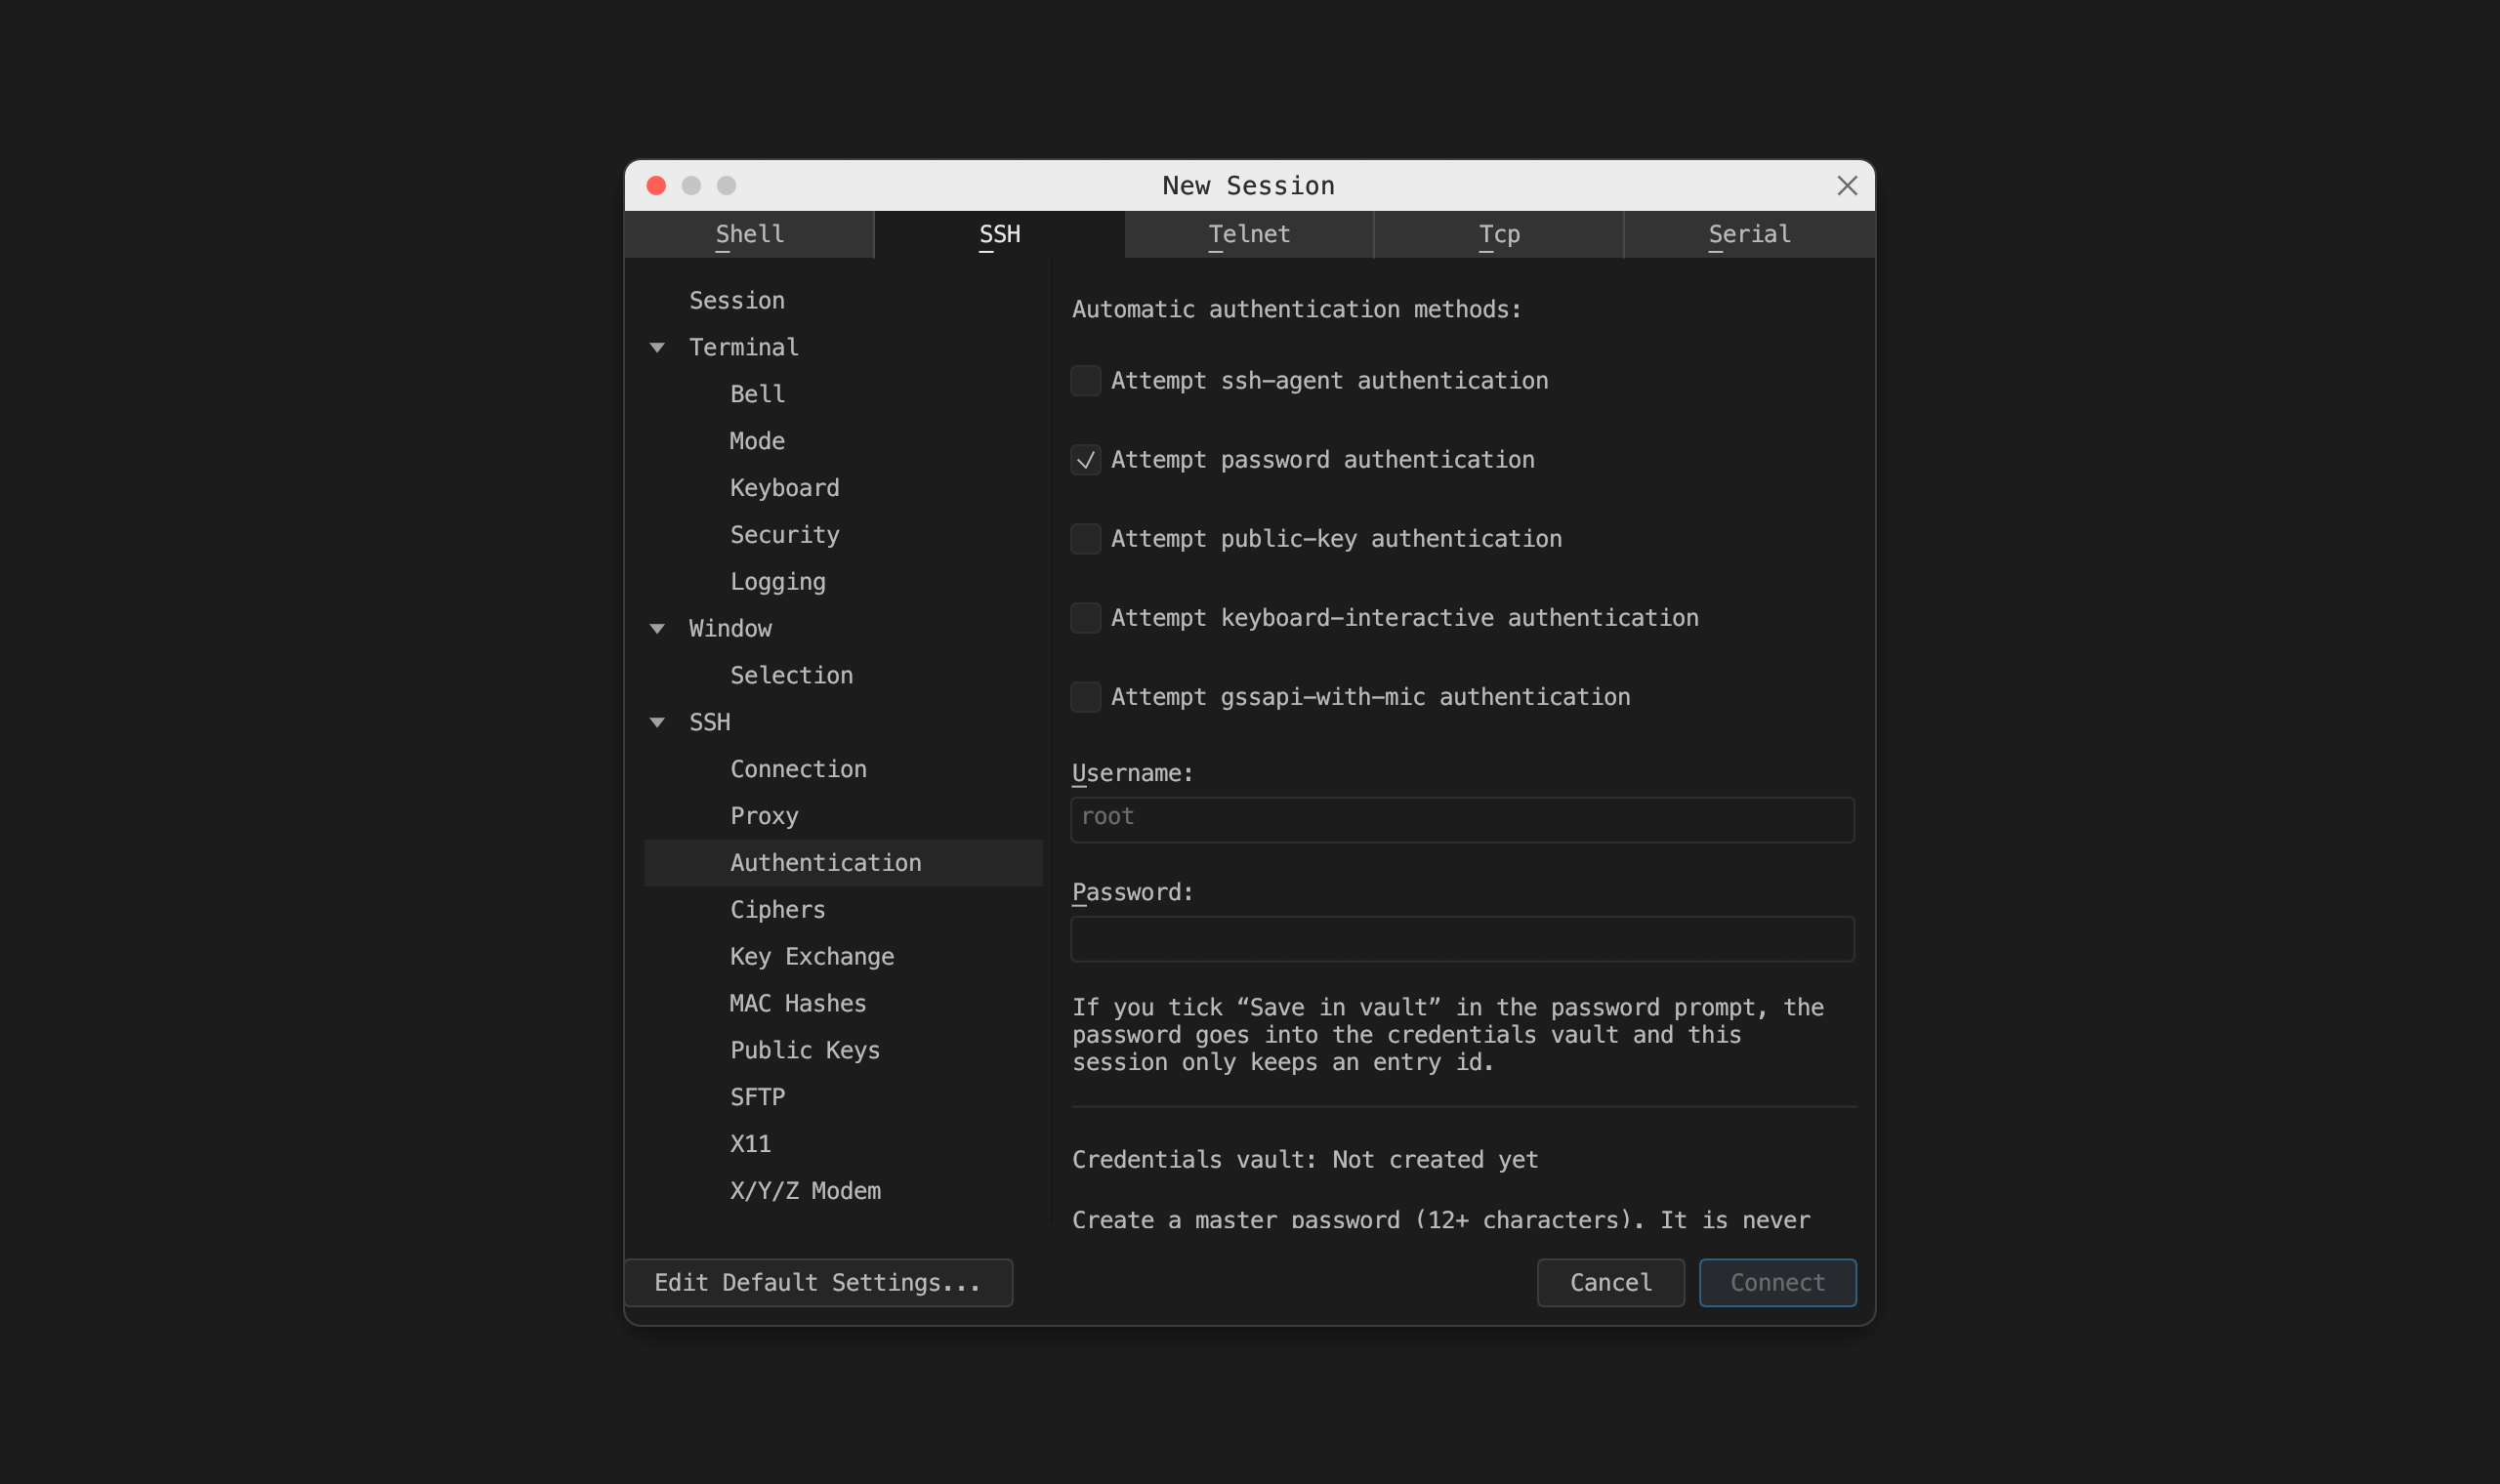 New Session
Shell
SSH
Telnet
Tcp
Serial
Session
Terminal
Bell
Mode
Keyboard
Security
Logging
Window
Selection
SSH
Connection
Proxy
Authentication
Ciphers
Key Exchange
MAC Hashes
Public Keys
SFTP
X11
X/Y/Z Modem
Automatic authentication methods:
Attempt ssh-agent authentication
Attempt password authentication
Attempt public-key authentication
Attempt keyboard-interactive authentication
Attempt gssapi-with-mic authentication
Username:
root
Password:
If you tick “Save in vault” in the password prompt, the
password goes into the credentials vault and this
session only keeps an entry id.
Credentials vault: Not created yet
Create a master password (12+ characters). It is never
Edit Default Settings...
Cancel
Connect